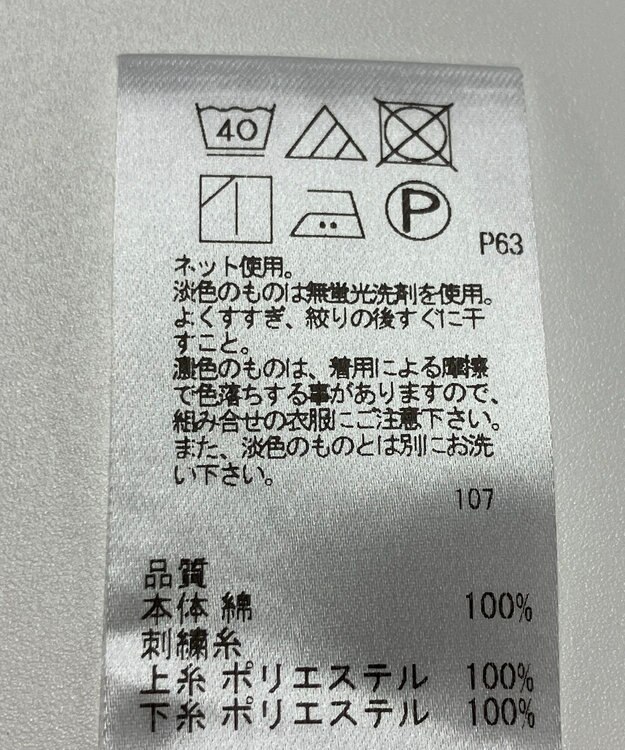 40
P
P63
ネット使用。
淡色のものは無蛍光洗剤を使用。
よくすすぎ、絞りの後すぐに干
すこと。
濃色のものは、着用による摩擦
で色落ちする事がありますので、
組み合せの衣服にご注意下さい。
また、淡色のものとは別にお洗
い下さい。
107
品質
本体 綿 100%
刺繍糸
上糸 ポリエステル 100%
下糸 ポリエステル 100%